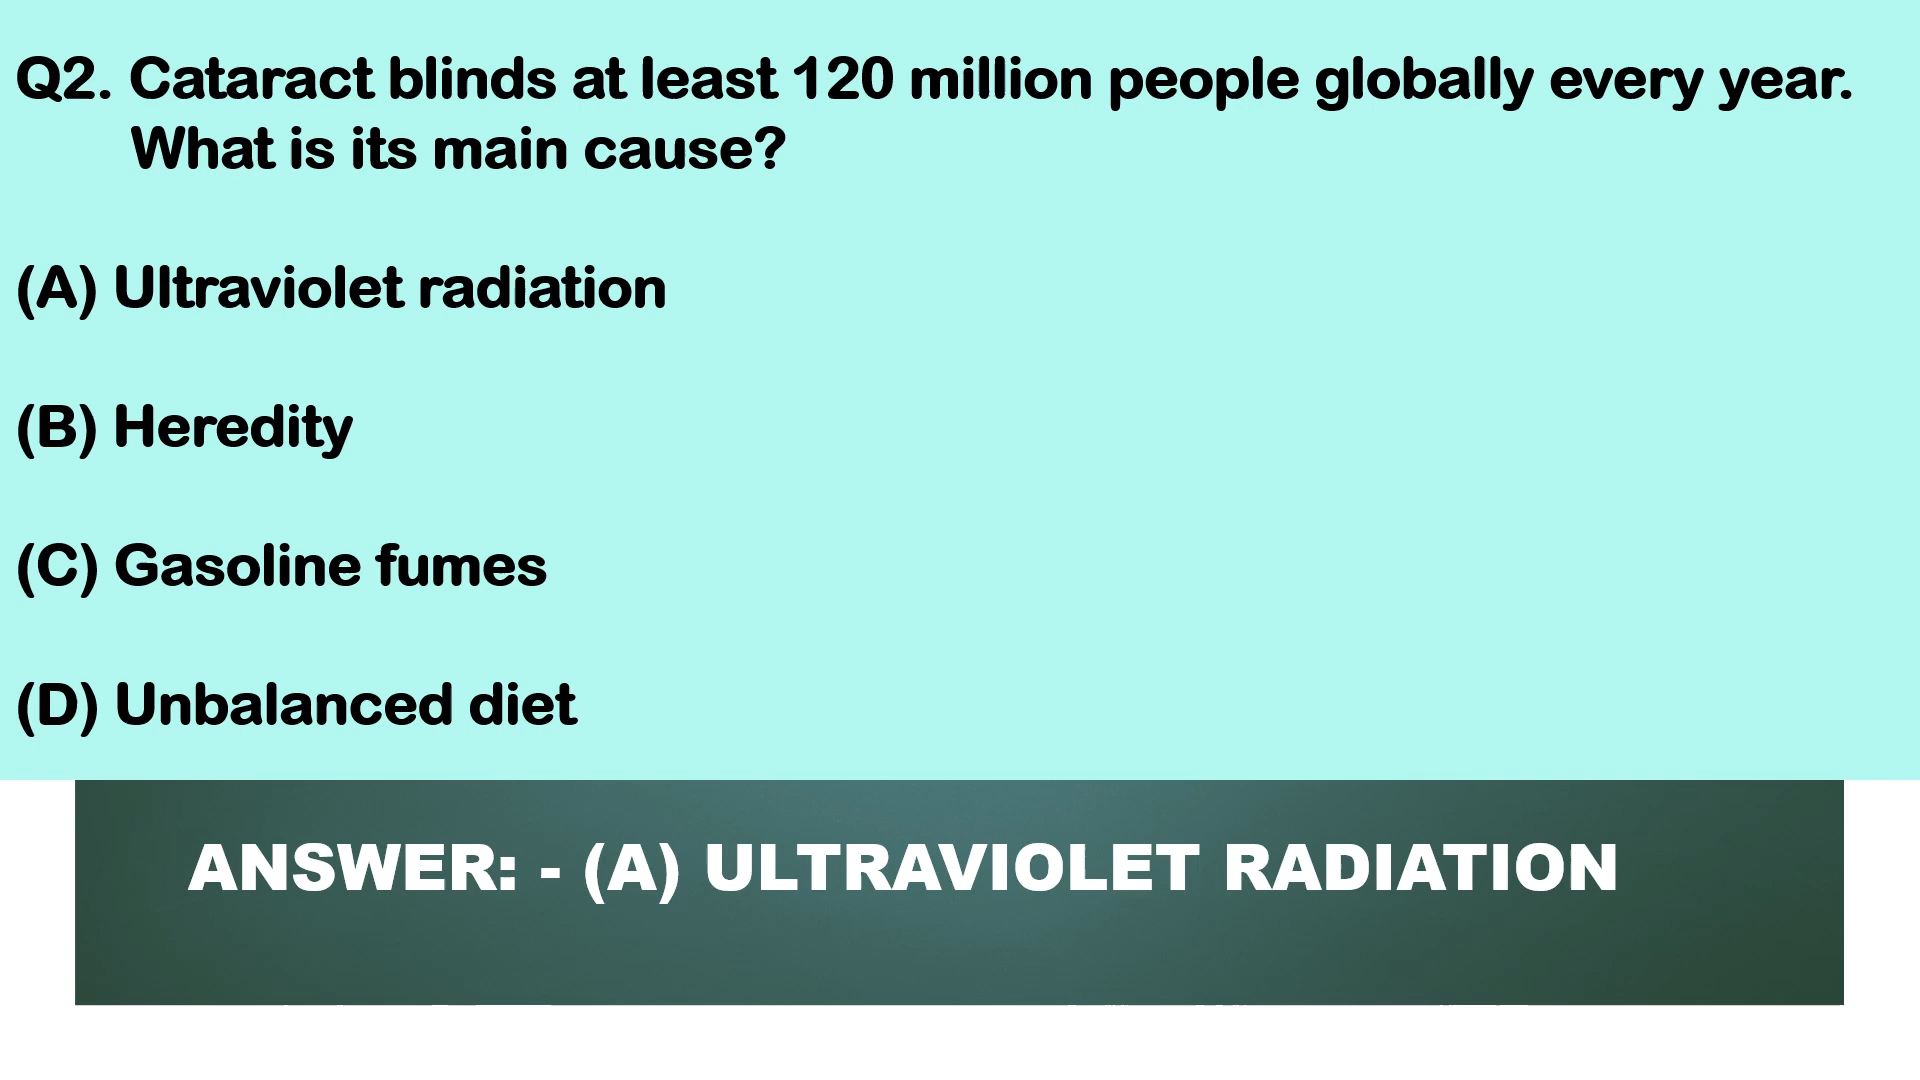 Q2. Cataract blinds at least 120 million people globally every year.
What is its main cause?
(A) Ultraviolet radiation
(B) Heredity
(C) Gasoline fumes
(D) Unbalanced diet
ANSWER: - (A) ULTRAVIOLET RADIATION